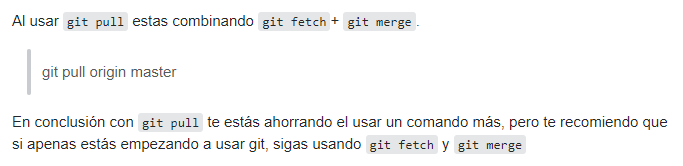 Al usar git pull estas combinando git fetch + git merge .
git pull origin master
En conclusión con git pull te estás ahorrando el usar un comando más, pero te recomiendo que
si apenas estás empezando a usar git, sigas usando git fetch y git merge